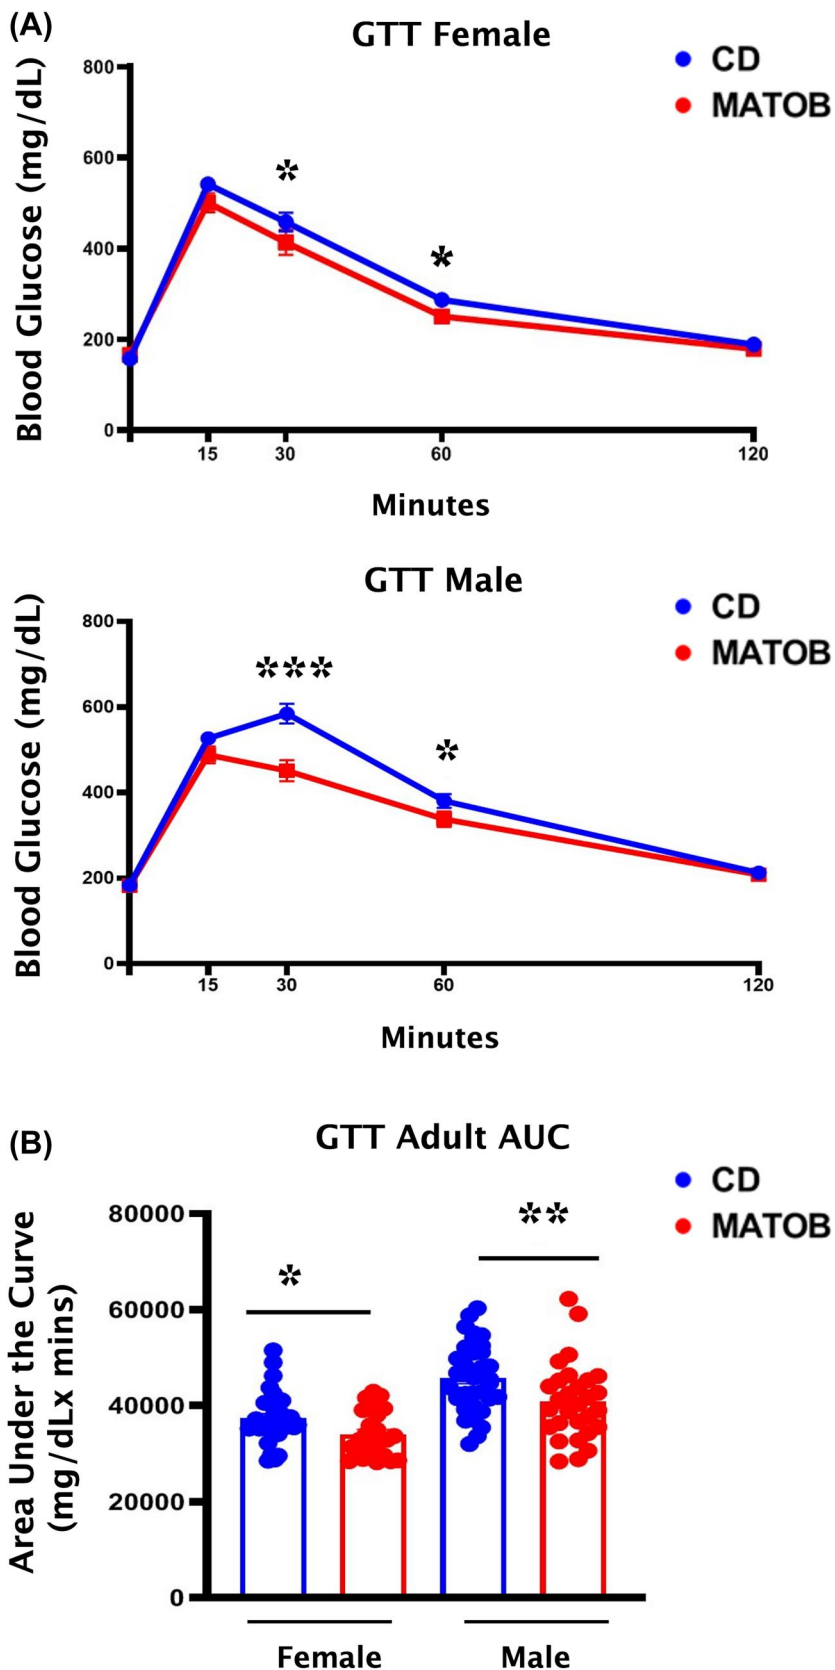 (A)
GTT Female
CD
MATOB
Blood Glucose (mg/dL)
800
600
400
200
0
15 30 60 120
Minutes
*
*
GTT Male
CD
MATOB
Blood Glucose (mg/dL)
800
600
400
200
0
15 30 60 120
Minutes
***
*
(B)
GTT Adult AUC
CD
MATOB
Area Under the Curve
(mg/dLx mins)
80000
60000
40000
20000
0
*
**
Female Male